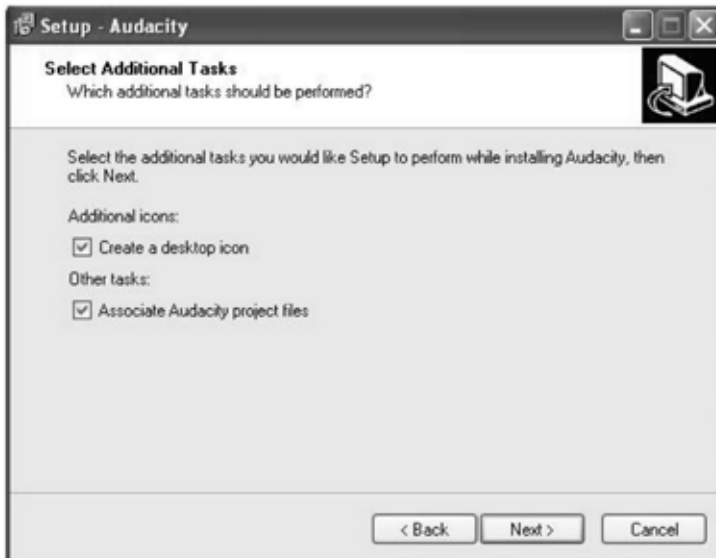 Setup - Audacity
Select Additional Tasks
Which additional tasks should be performed?
Select the additional tasks you would like Setup to perform while installing Audacity, then
click Next.
Additional icons:
Create a desktop icon
Other tasks:
Associate Audacity project files
< Back Next > Cancel